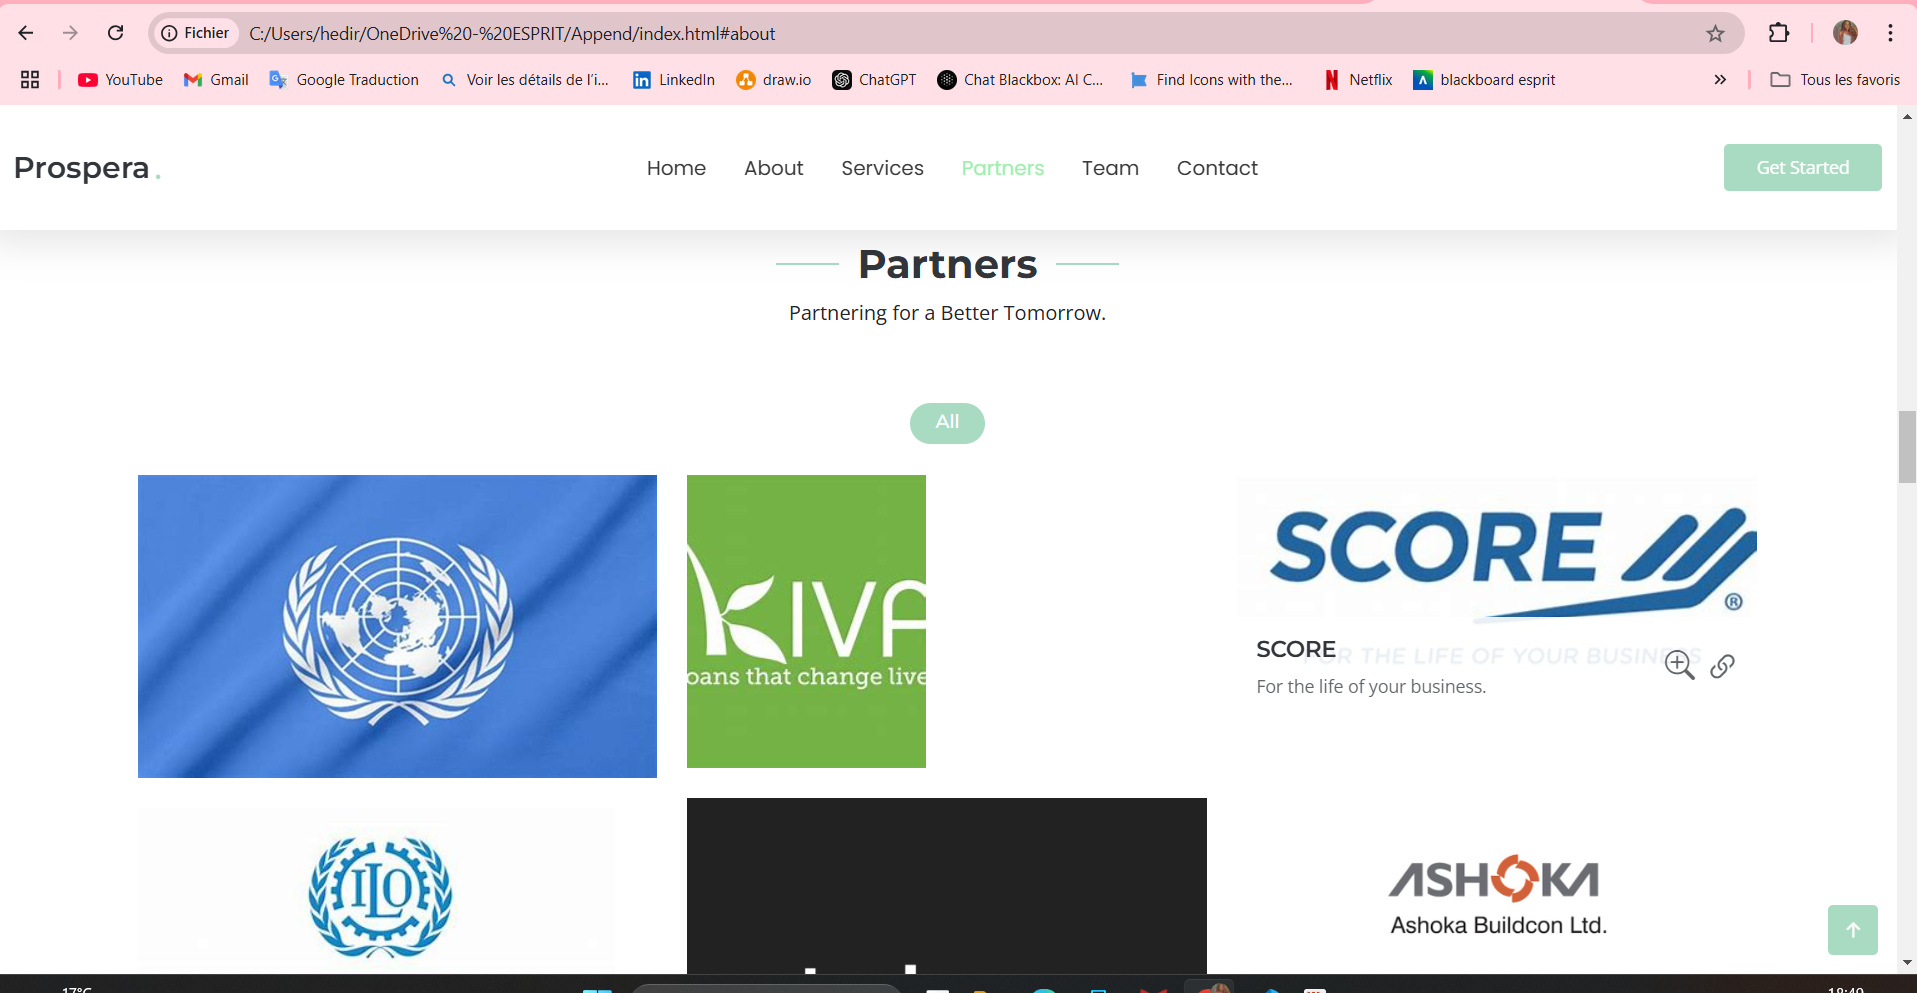 Fichier C:/Users/hedir/OneDrive%20-%20ESPRIT/Append/index.html#about
YouTube Gmail Google Traduction Voir les détails de l'i... LinkedIn draw.io ChatGPT Chat Blackbox: AI C... Find Icons with the... Netflix blackboard esprit » Tous les favoris
Prospera. Home About Services Partners Team Contact Get Started
Partners
Partnering for a Better Tomorrow.
All
KIVA
oans that change live
SCORE
®
FOR THE LIFE OF YOUR BUSINESS
SCORE
For the life of your business.
ILO
ASHOKA
Ashoka Buildcon Ltd.
17°C
18:49